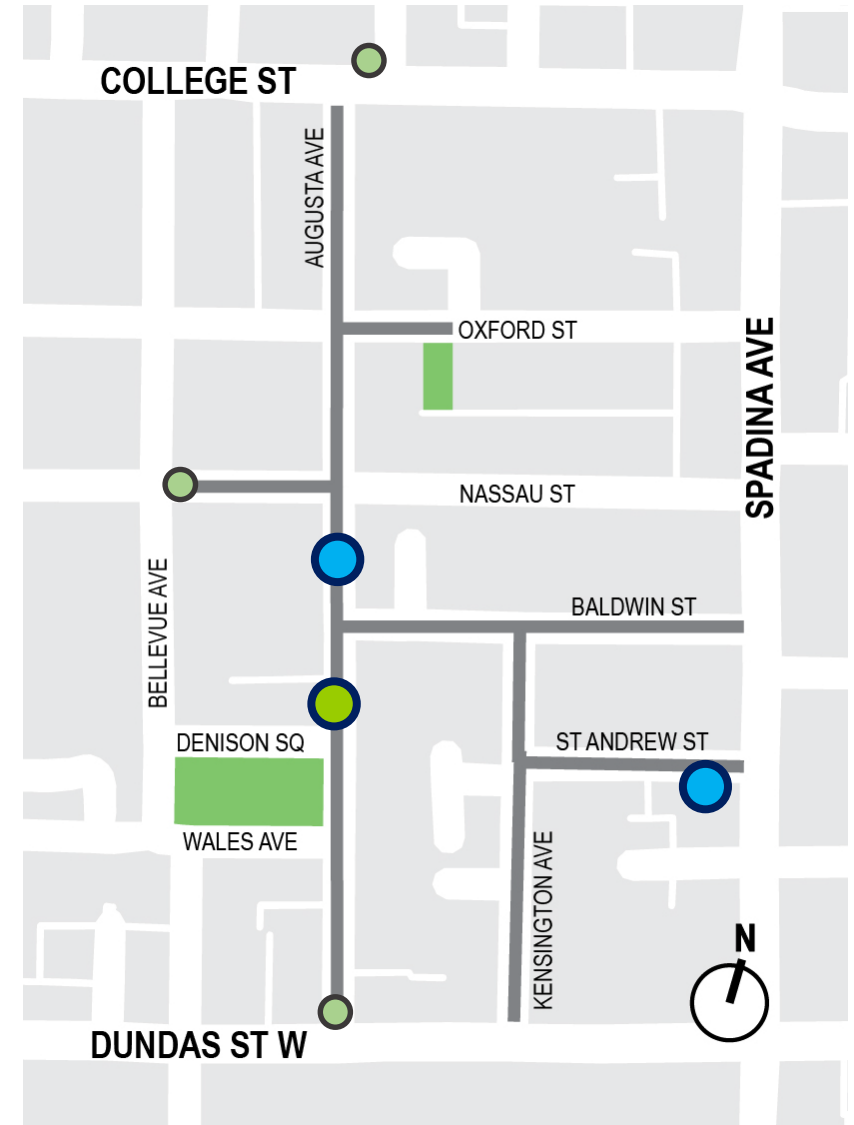 COLLEGE ST
AUGUSTA AVE
OXFORD ST
SPADINA AVE
NASSAU ST
BELLEVUE AVE
BALDWIN ST
DENISON SQ
ST ANDREW ST
WALES AVE
KENSINGTON AVE
N
DUNDAS ST W